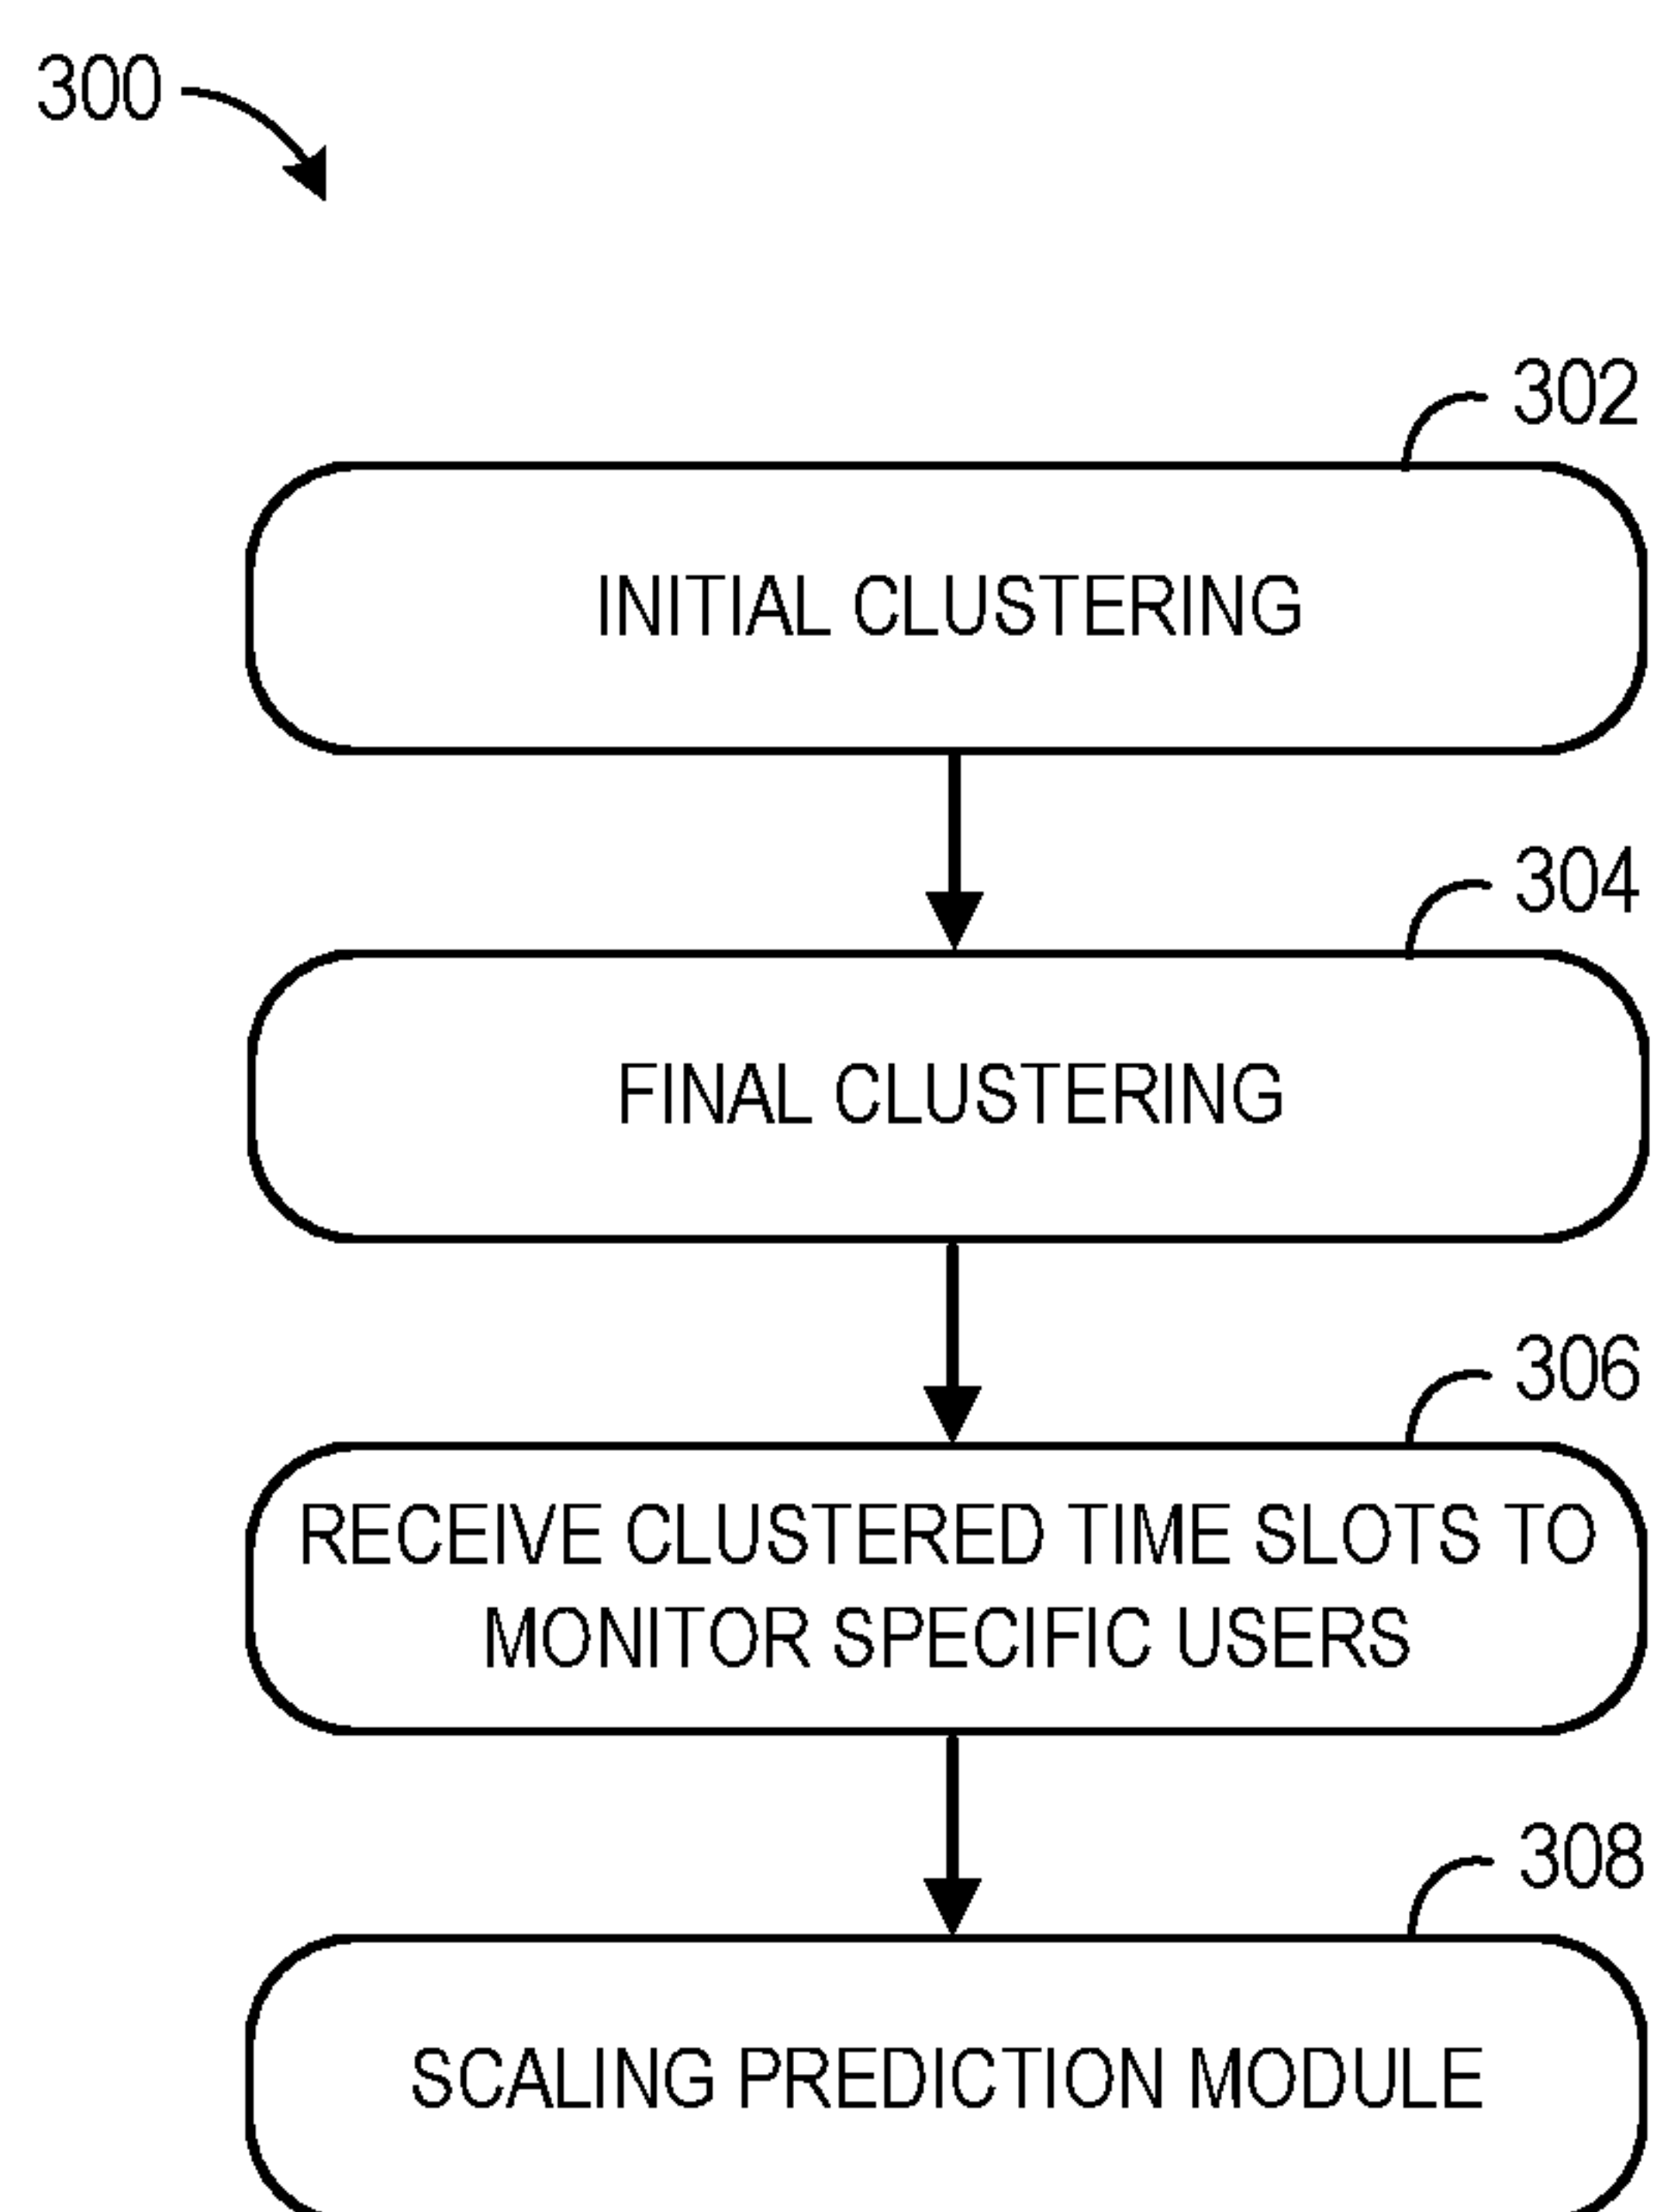 300
302
INITIAL CLUSTERING
304
FINAL CLUSTERING
306
RECEIVE CLUSTERED TIME SLOTS TO
MONITOR SPECIFIC USERS
308
SCALING PREDICTION MODULE